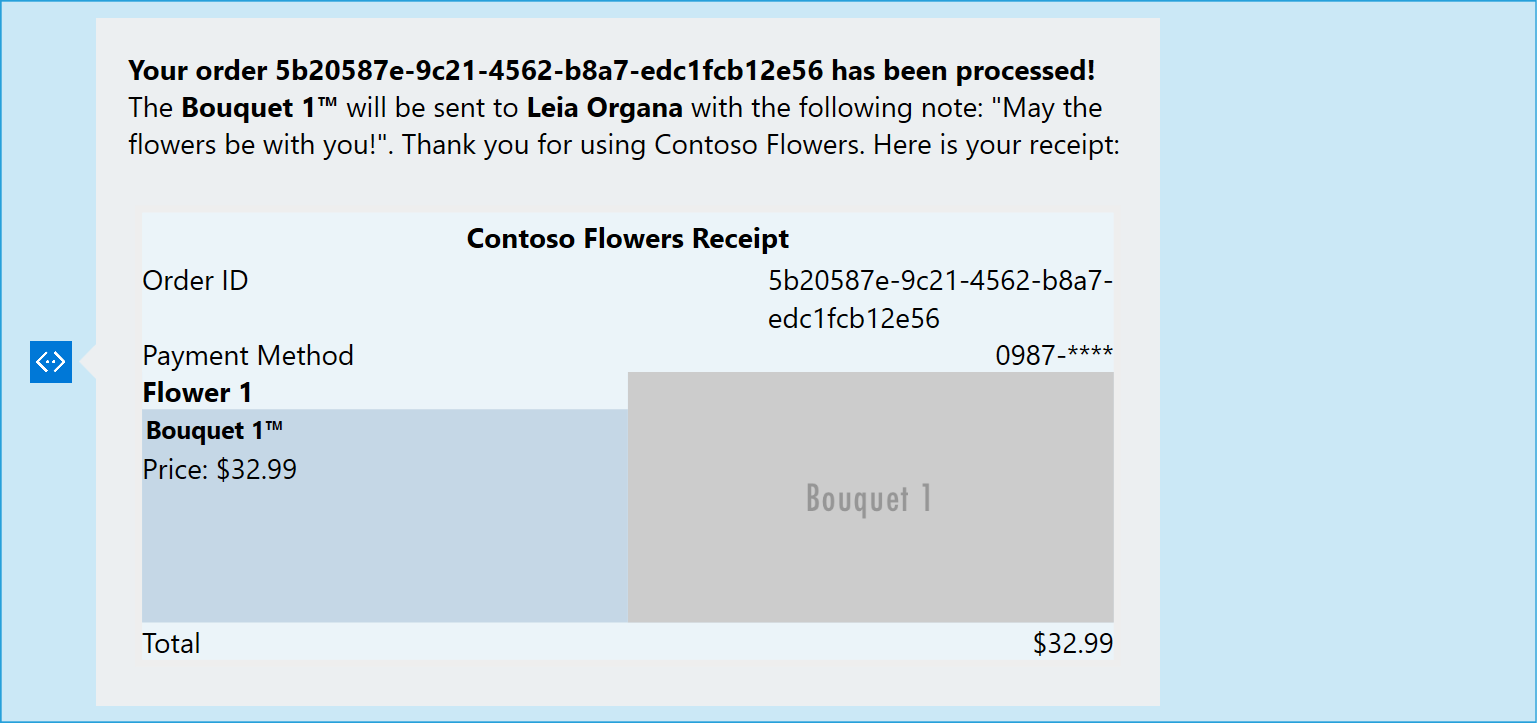 Your order 5b20587e-9c21-4562-b8a7-edc1fcb12e56 has been processed!
The Bouquet 1™ will be sent to Leia Organa with the following note: "May the
flowers be with you!". Thank you for using Contoso Flowers. Here is your receipt:
Contoso Flowers Receipt
Order ID 5b20587e-9c21-4562-b8a7-
edc1fcb12e56
Payment Method 0987-****
Flower 1
Bouquet 1™
Price: $32.99
Bouquet 1
Total $32.99